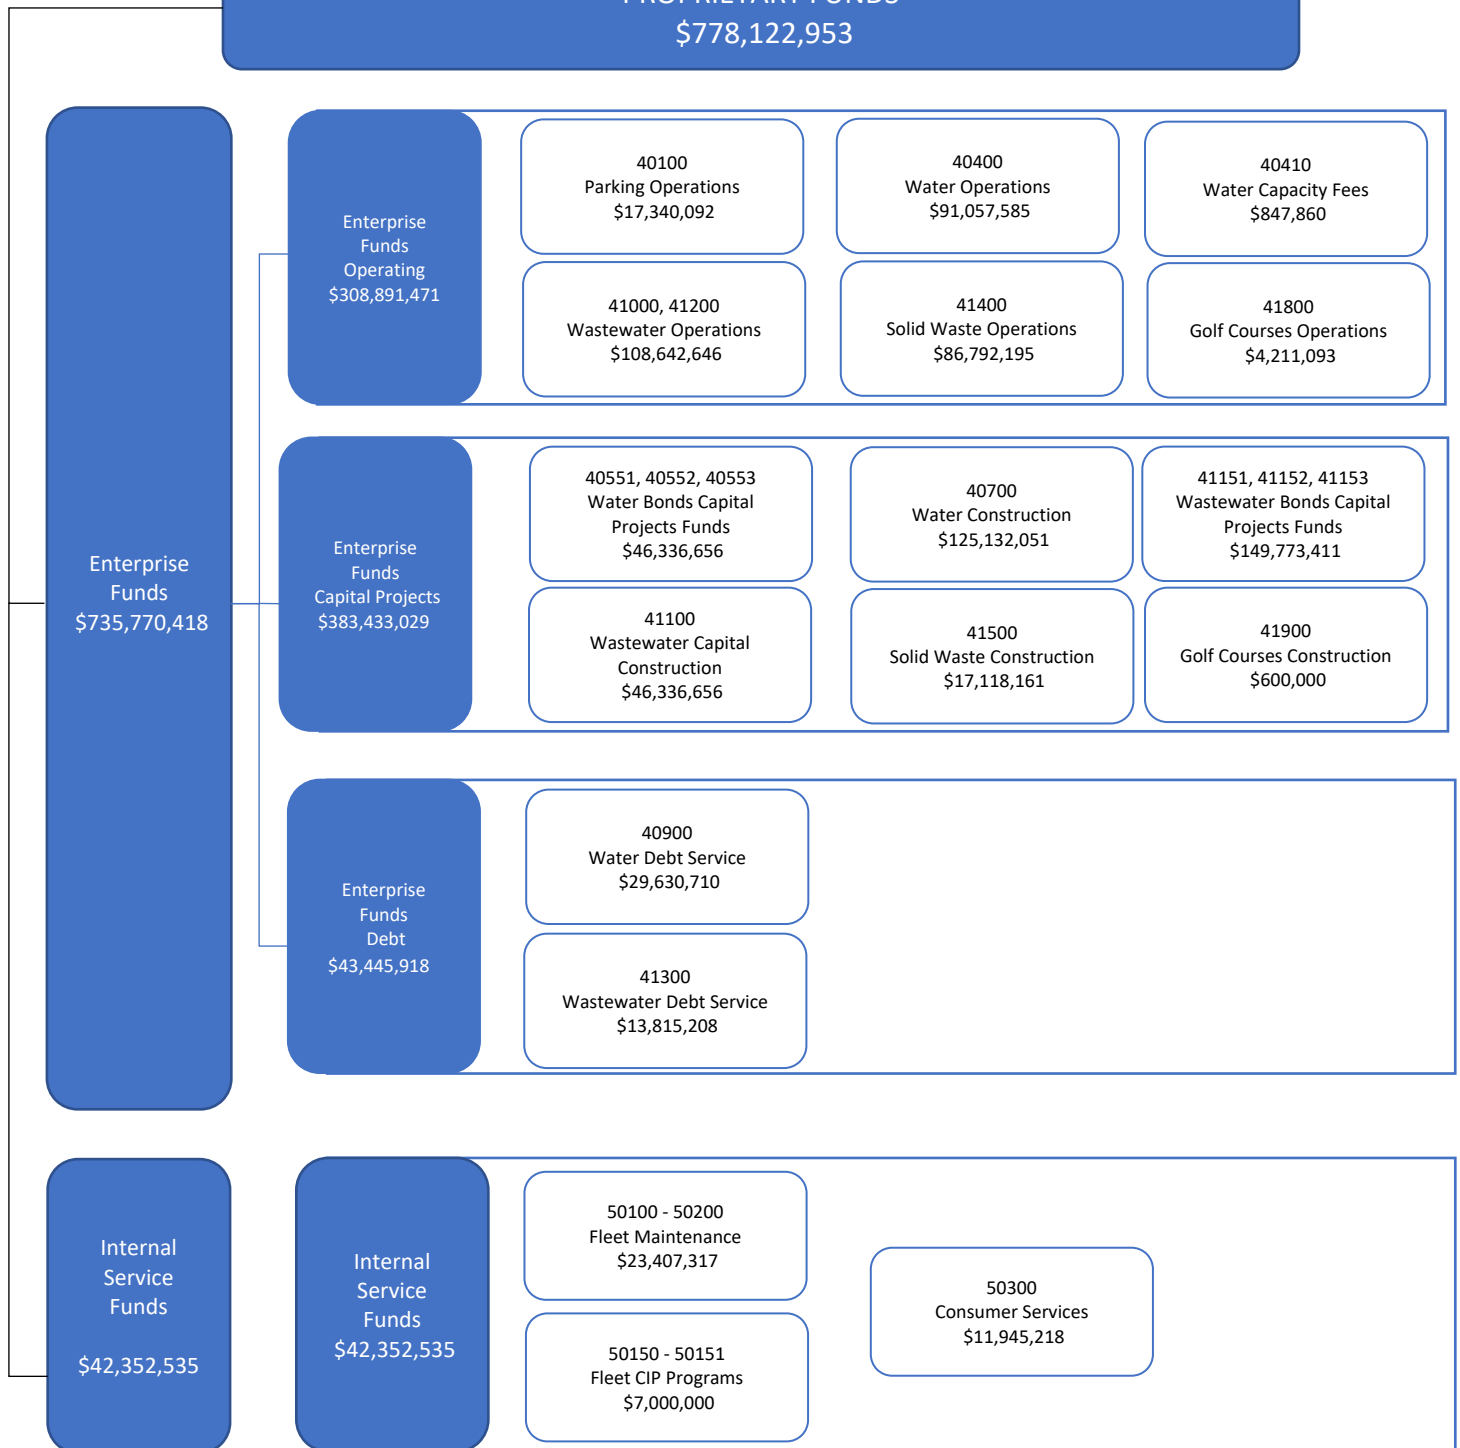 PROPRIETARY FUNDS
$778,122,953
Enterprise
Funds
$735,770,418
Enterprise
Funds
Operating
$308,891,471
40100
Parking Operations
$17,340,092
40400
Water Operations
$91,057,585
40410
Water Capacity Fees
$847,860
41000, 41200
Wastewater Operations
$108,642,646
41400
Solid Waste Operations
$86,792,195
41800
Golf Courses Operations
$4,211,093
Enterprise
Funds
Capital Projects
$383,433,029
40551, 40552, 40553
Water Bonds Capital
Projects Funds
$46,336,656
40700
Water Construction
$125,132,051
41151, 41152, 41153
Wastewater Bonds Capital
Projects Funds
$149,773,411
41100
Wastewater Capital
Construction
$46,336,656
41500
Solid Waste Construction
$17,118,161
41900
Golf Courses Construction
$600,000
Enterprise
Funds
Debt
$43,445,918
40900
Water Debt Service
$29,630,710
41300
Wastewater Debt Service
$13,815,208
Internal
Service
Funds
$42,352,535
Internal
Service
Funds
$42,352,535
50100 - 50200
Fleet Maintenance
$23,407,317
50300
Consumer Services
$11,945,218
50150 - 50151
Fleet CIP Programs
$7,000,000